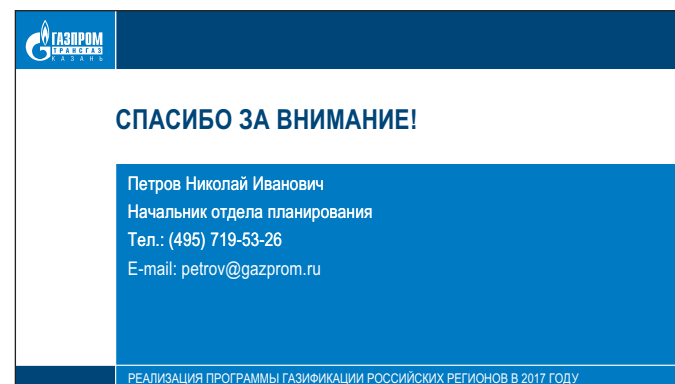 ГАЗПРОМ
ТРАНСГАЗ
КАЗАНЬ
СПАСИБО ЗА ВНИМАНИЕ!
Петров Николай Иванович
Начальник отдела планирования
Тел.: (495) 719-53-26
E-mail: petrov@gazprom.ru
РЕАЛИЗАЦИЯ ПРОГРАММЫ ГАЗИФИКАЦИИ РОССИЙСКИХ РЕГИОНОВ В 2017 ГОДУ